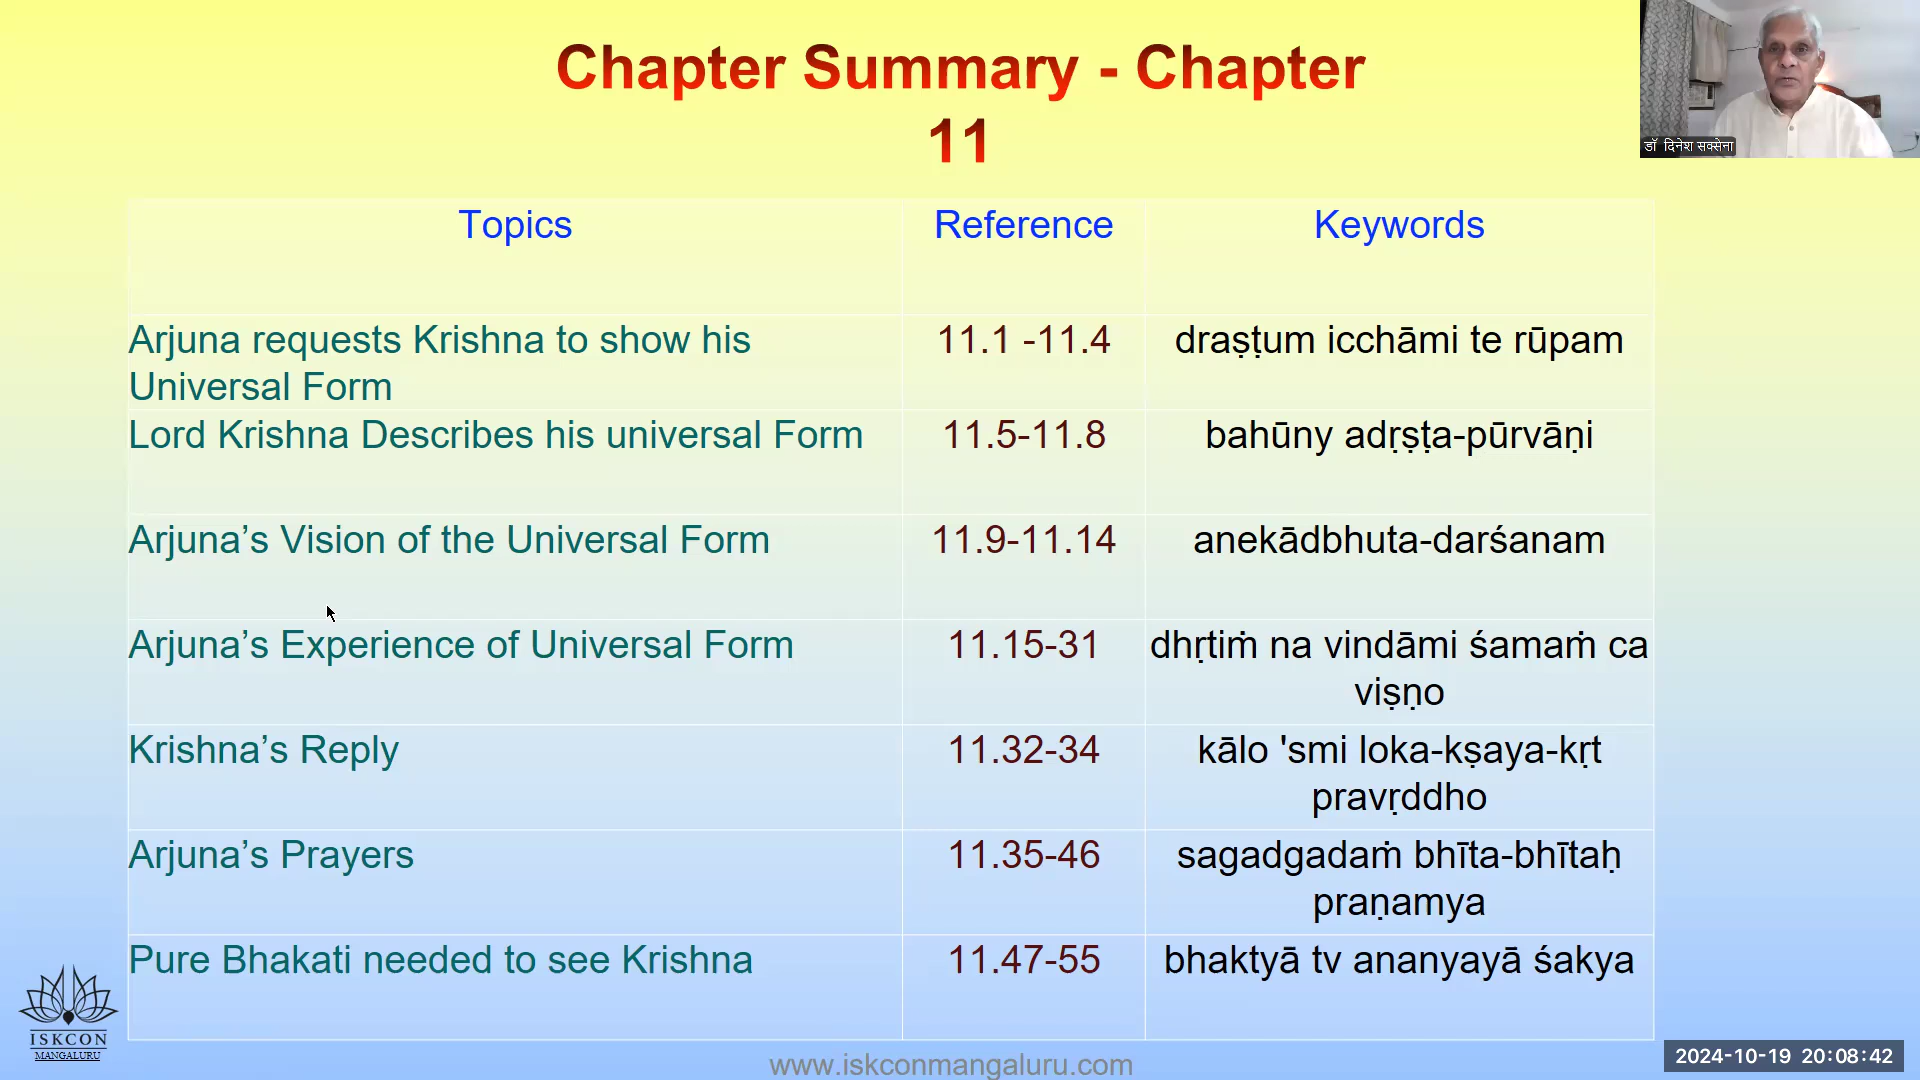 Chapter Summary - Chapter
11
डॉ दिनेश सक्सेना
Topics Reference Keywords
Arjuna requests Krishna to show his 11.1 -11.4 draṣṭum icchāmi te rūpam
Universal Form
Lord Krishna Describes his universal Form 11.5-11.8 bahūny adṛṣṭa-pūrvāṇi
Arjuna’s Vision of the Universal Form 11.9-11.14 anekādbhuta-darśanam
Arjuna’s Experience of Universal Form 11.15-31 dhṛtiṁ na vindāmi śamaṁ ca
viṣṇo
Krishna’s Reply 11.32-34 kālo 'smi loka-kṣaya-kṛt
pravṛddho
Arjuna’s Prayers 11.35-46 sagadgadaṁ bhīta-bhītaḥ
praṇamya
Pure Bhakati needed to see Krishna 11.47-55 bhaktyā tv ananyayā śakya
ISKCON
MANGALURU
www.iskconmangaluru.com
2024-10-19 20:08:42